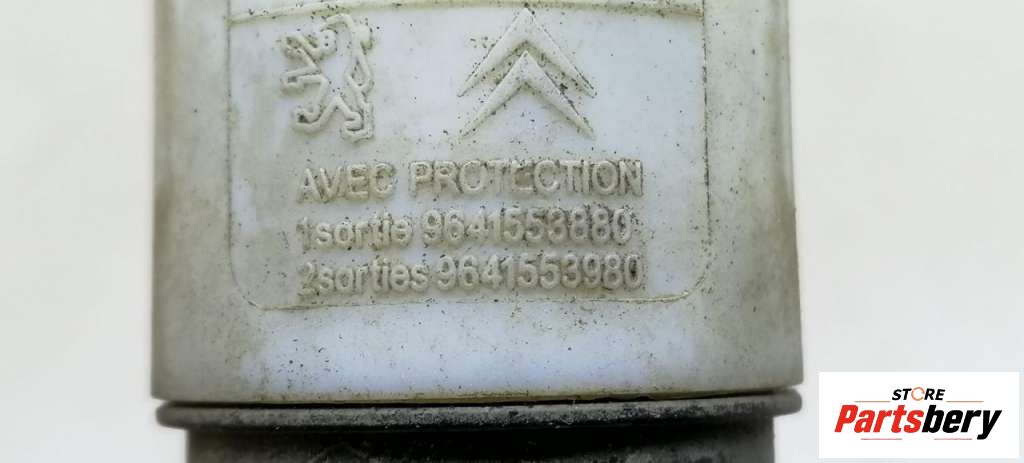 AVEC PROTECTION
1sortie 9641553880
2sorties 9641553980
STORE
Partsbery